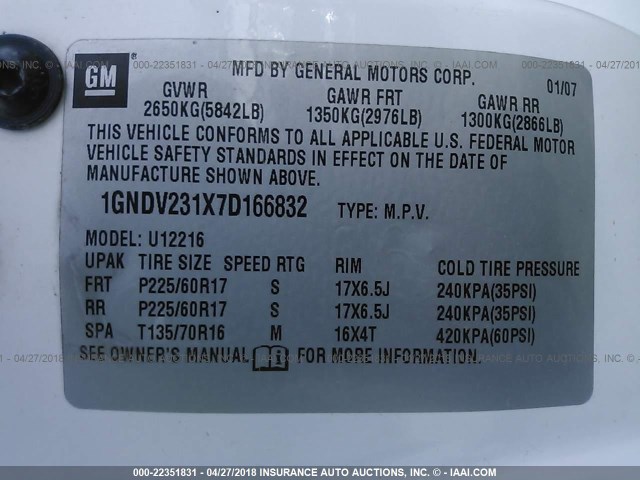 GM
MFD BY GENERAL MOTORS CORP. 01/07
GVWR GAWR FRT GAWR RR
2650KG(5842LB) 1350KG(2976LB) 1300KG(2866LB)
THIS VEHICLE CONFORMS TO ALL APPLICABLE U.S. FEDERAL MOTOR
VEHICLE SAFETY STANDARDS IN EFFECT ON THE DATE OF
MANUFACTURE SHOWN ABOVE.
1GNDV231X7D166832 TYPE: M.P.V.
MODEL: U12216
UPAK TIRE SIZE SPEED RTG RIM COLD TIRE PRESSURE
FRT P225/60R17 S 17X6.5J 240KPA(35PSI)
RR P225/60R17 S 17X6.5J 240KPA(35PSI)
SPA T135/70R16 M 16X4T 420KPA(60PSI)
SEE OWNER'S MANUAL FOR MORE INFORMATION.
000-22351831 - 04/27/2018 INSURANCE AUTO AUCTIONS, INC. - IAAI.COM